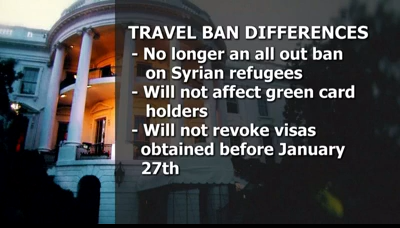 TRAVEL BAN DIFFERENCES
- No longer an all out ban
on Syrian refugees
- Will not affect green card
holders
- Will not revoke visas
obtained before January
27th